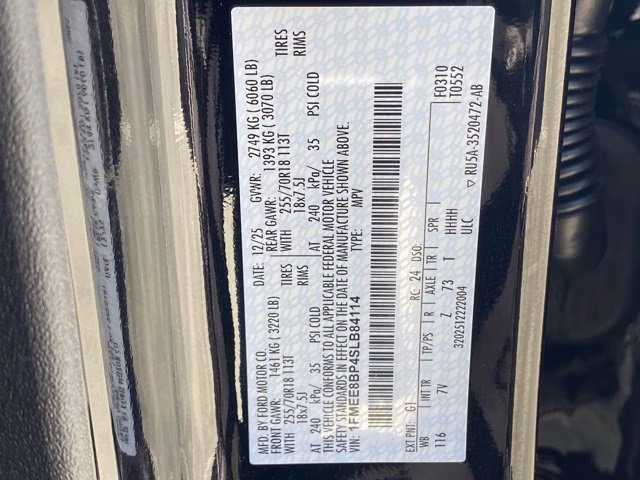 MFD. BY FORD MOTOR CO.
DATE: 12/25 GVWR: 2749 KG ( 6060 LB)
FRONT GAWR: 1461 KG ( 3220 LB) REAR GAWR: 1393 KG ( 3070 LB)
255/70R18 113T TIRES WITH 255/70R18 113T TIRES
18x7.5J RIMS 18x7.5J RIMS
AT 240 kPa/ 35 PSI COLD AT 240 kPa/ 35 PSI COLD
THIS VEHICLE CONFORMS TO ALL APPLICABLE FEDERAL MOTOR VEHICLE
SAFETY STANDARDS IN EFFECT ON THE DATE OF MANUFACTURE SHOWN ABOVE.
VIN: 1FMEE8BP4SLB84114 TYPE: MPV
F0310
T0552
EXT PNT: G1 RC: 24 DSO:
WB INT TR TP/PS R AXLE TR SPR
116 7V Z 73 T HHHH
ULC
3202512222004
RU5A-3520472-AB